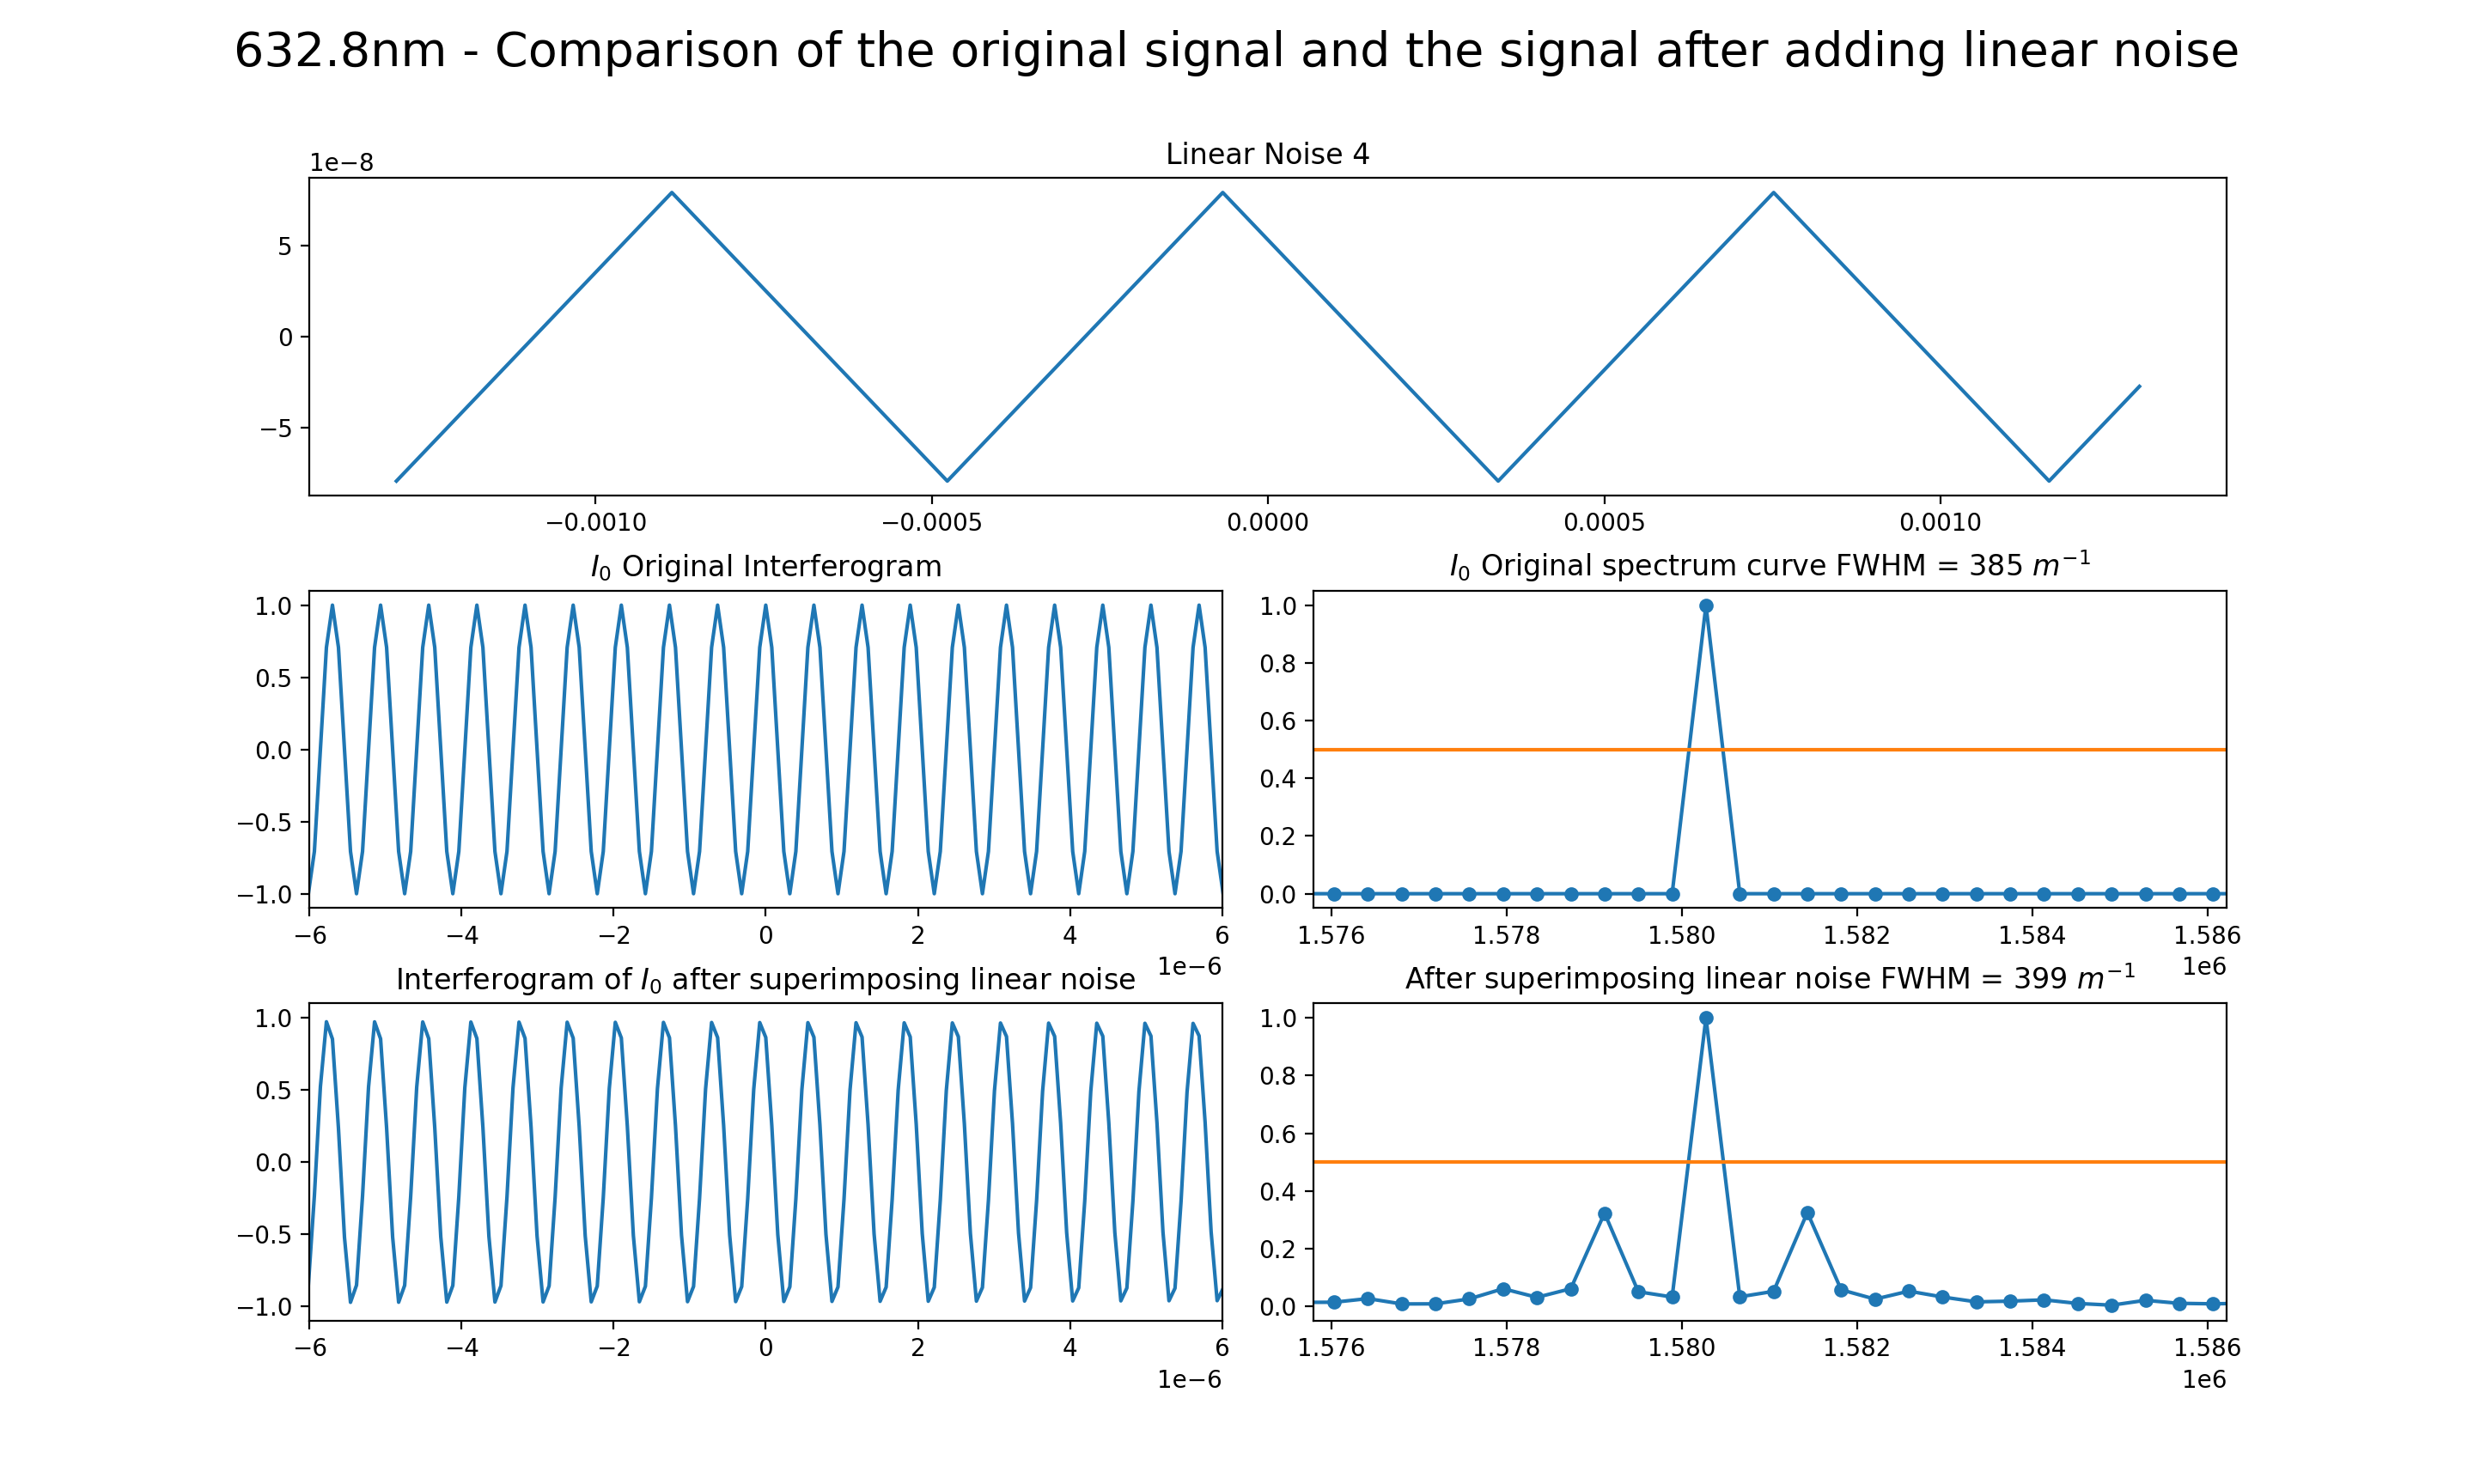 632.8nm - Comparison of the original signal and the signal after adding linear noise
Linear Noise 4
1e−8
5
0
−5
−0.0010 −0.0005 0.0000 0.0005 0.0010
I₀ Original Interferogram
1.0
0.5
0.0
−0.5
−1.0
−6 −4 −2 0 2 4 6
1e−6
I₀ Original spectrum curve FWHM = 385 m⁻¹
1.0
0.8
0.6
0.4
0.2
0.0
1.576 1.578 1.580 1.582 1.584 1.586
1e6
Interferogram of I₀ after superimposing linear noise
1.0
0.5
0.0
−0.5
−1.0
−6 −4 −2 0 2 4 6
1e−6
After superimposing linear noise FWHM = 399 m⁻¹
1.0
0.8
0.6
0.4
0.2
0.0
1.576 1.578 1.580 1.582 1.584 1.586
1e6